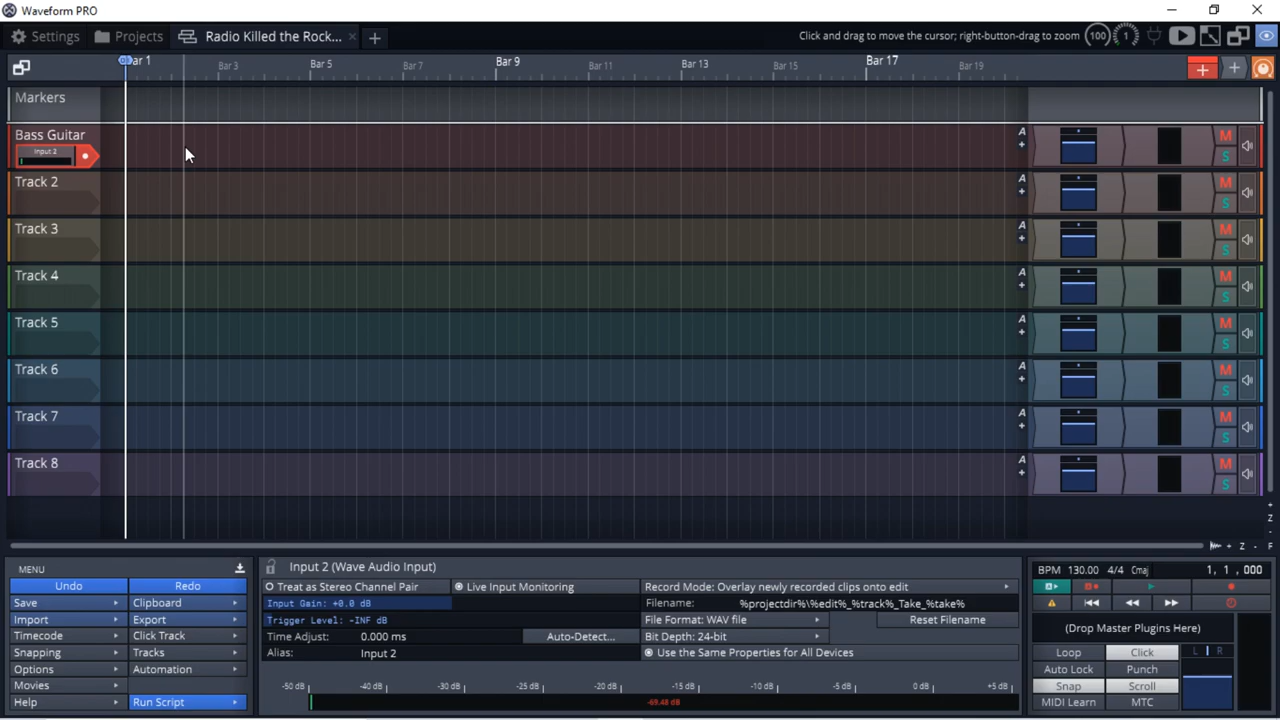 Waveform PRO
Settings
Projects
Radio Killed the Rock...
Click and drag to move the cursor; right-button-drag to zoom
100
1
Bar 1
Bar 3
Bar 5
Bar 7
Bar 9
Bar 11
Bar 13
Bar 15
Bar 17
Bar 19
Markers
Bass Guitar
Input 2
A
M
S
Track 2
A
M
S
Track 3
A
M
S
Track 4
A
M
S
Track 5
A
M
S
Track 6
A
M
S
Track 7
A
M
S
Track 8
A
M
S
+
Z
-
+ Z - F
MENU
Undo
Redo
Save
Clipboard
Import
Export
Timecode
Click Track
Snapping
Tracks
Options
Automation
Movies
Help
Run Script
Input 2 (Wave Audio Input)
Treat as Stereo Channel Pair
Live Input Monitoring
Input Gain: +0.0 dB
Trigger Level: -INF dB
Time Adjust: 0.000 ms
Auto-Detect...
Alias: Input 2
Record Mode: Overlay newly recorded clips onto edit
Filename: %projectdir%\%edit%_%track%_Take_%take%
File Format: WAV file
Reset Filename
Bit Depth: 24-bit
Use the Same Properties for All Devices
-50 dB -40 dB -30 dB -25 dB -20 dB -15 dB -10 dB -5 dB 0 dB +5 dB
-69.48 dB
BPM 130.00 4/4 Cmaj 1, 1, 000
(Drop Master Plugins Here)
Loop
Click
Auto Lock
Punch
Snap
Scroll
MIDI Learn
MTC
L R